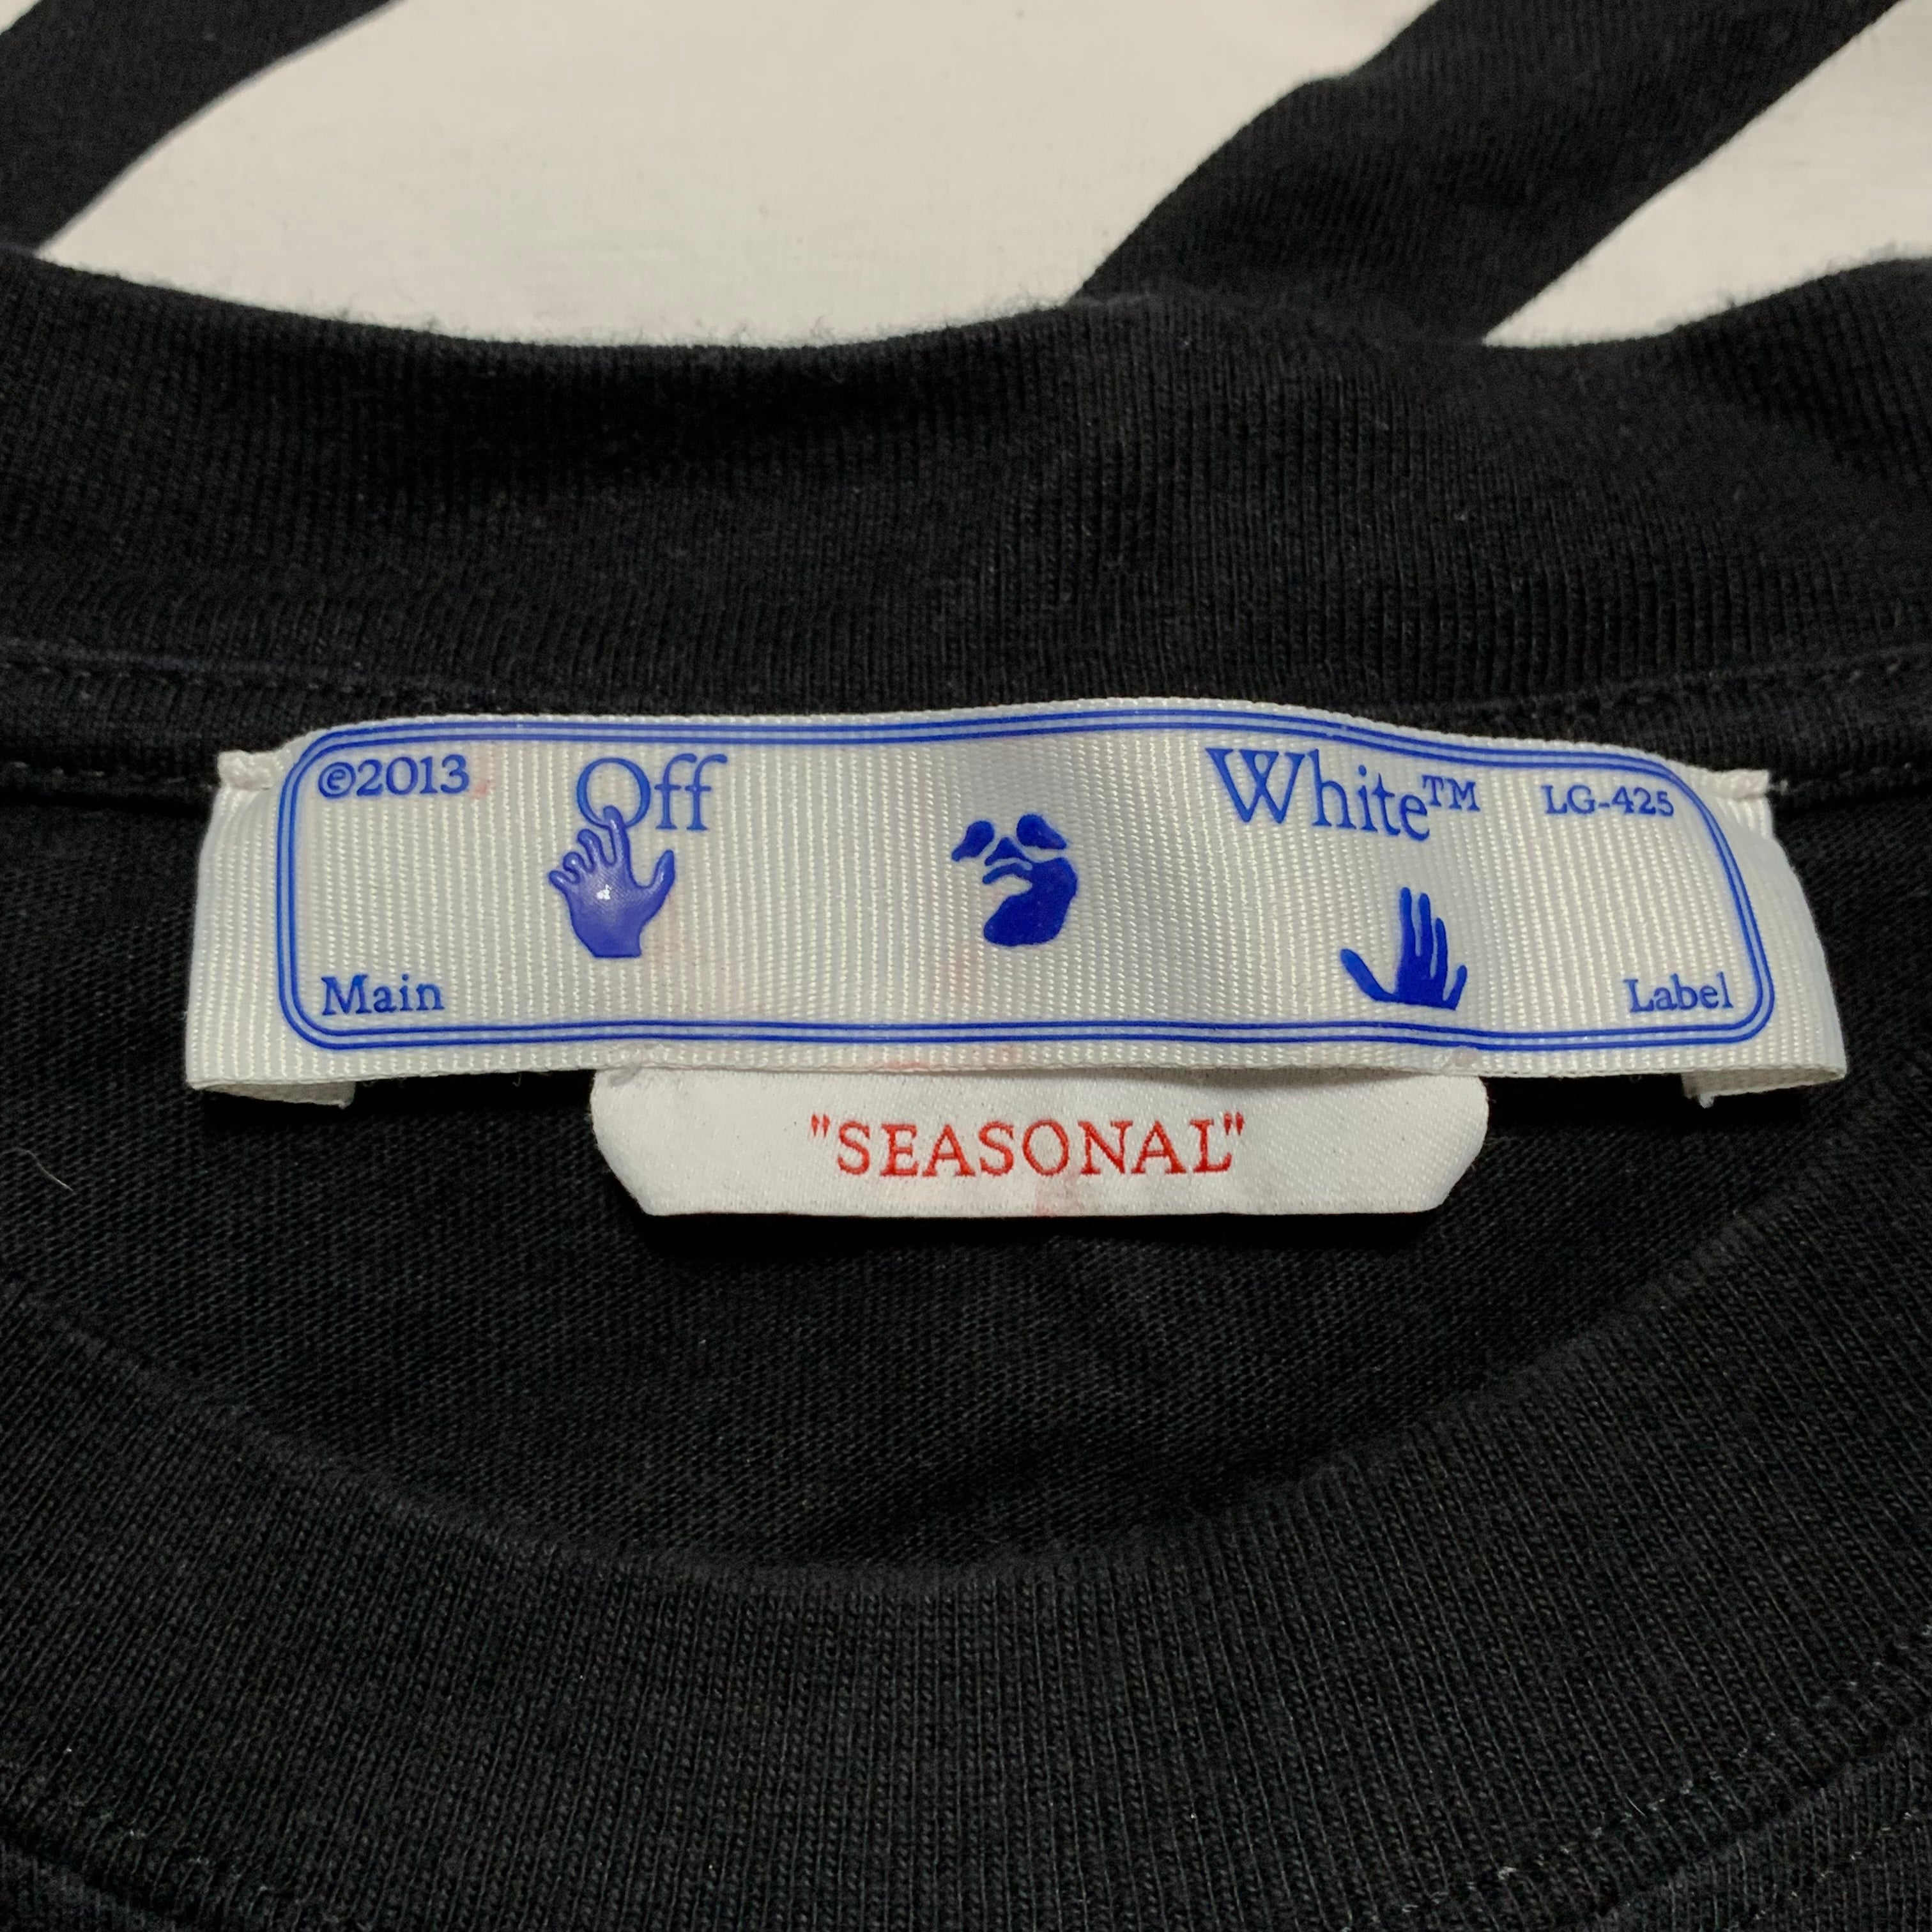 ©2013 Off White™ LG-425
Main Label
"SEASONAL"